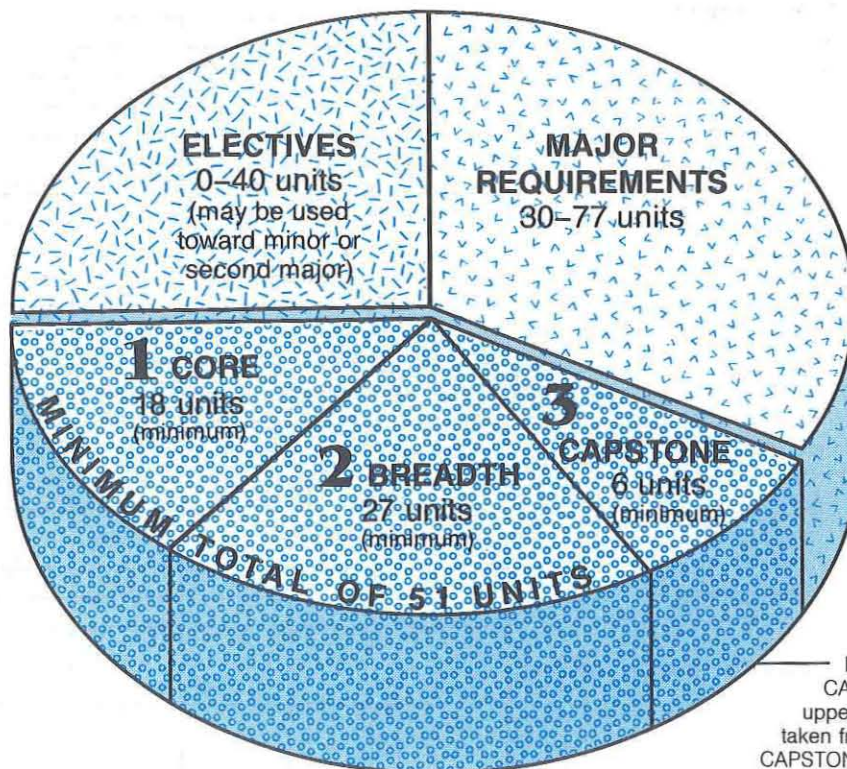 ELECTIVES
0–40 units
(may be used
toward minor or
second major)
MAJOR
REQUIREMENTS
30–77 units
1 CORE
18 units
(minimum)
2 BREADTH
27 units
(minimum)
3
CAPSTONE
6 units
(minimum)
MINIMUM TOTAL OF 51 UNITS
CA
uppe
taken fr
CAPSTON